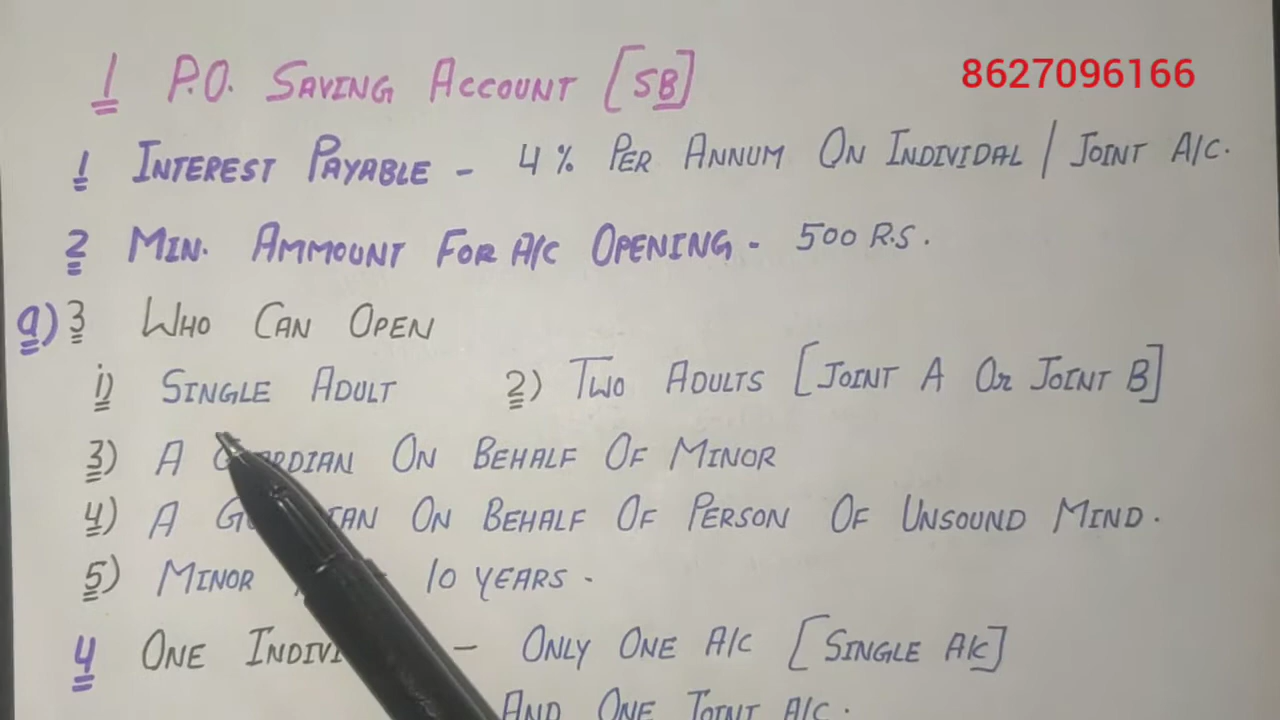 1 P.O. SAVING ACCOUNT [SB]
8627096166
1 INTEREST PAYABLE - 4% PER ANNUM ON INDIVIDAL / JOINT A/C.
2 MIN. AMMOUNT FOR A/C OPENING - 500 R.S.
a) 3 WHO CAN OPEN
i) SINGLE ADULT 2) TWO ADULTS [JOINT A Or JOINT B]
3) A ON BEHALF OF MINOR
4) A ON BEHALF OF PERSON OF UNSOUND MIND.
5) MINOR 10 YEARS.
4 ONE - ONLY ONE A/C [SINGLE A/C]
AND ONE JOINT A/C.